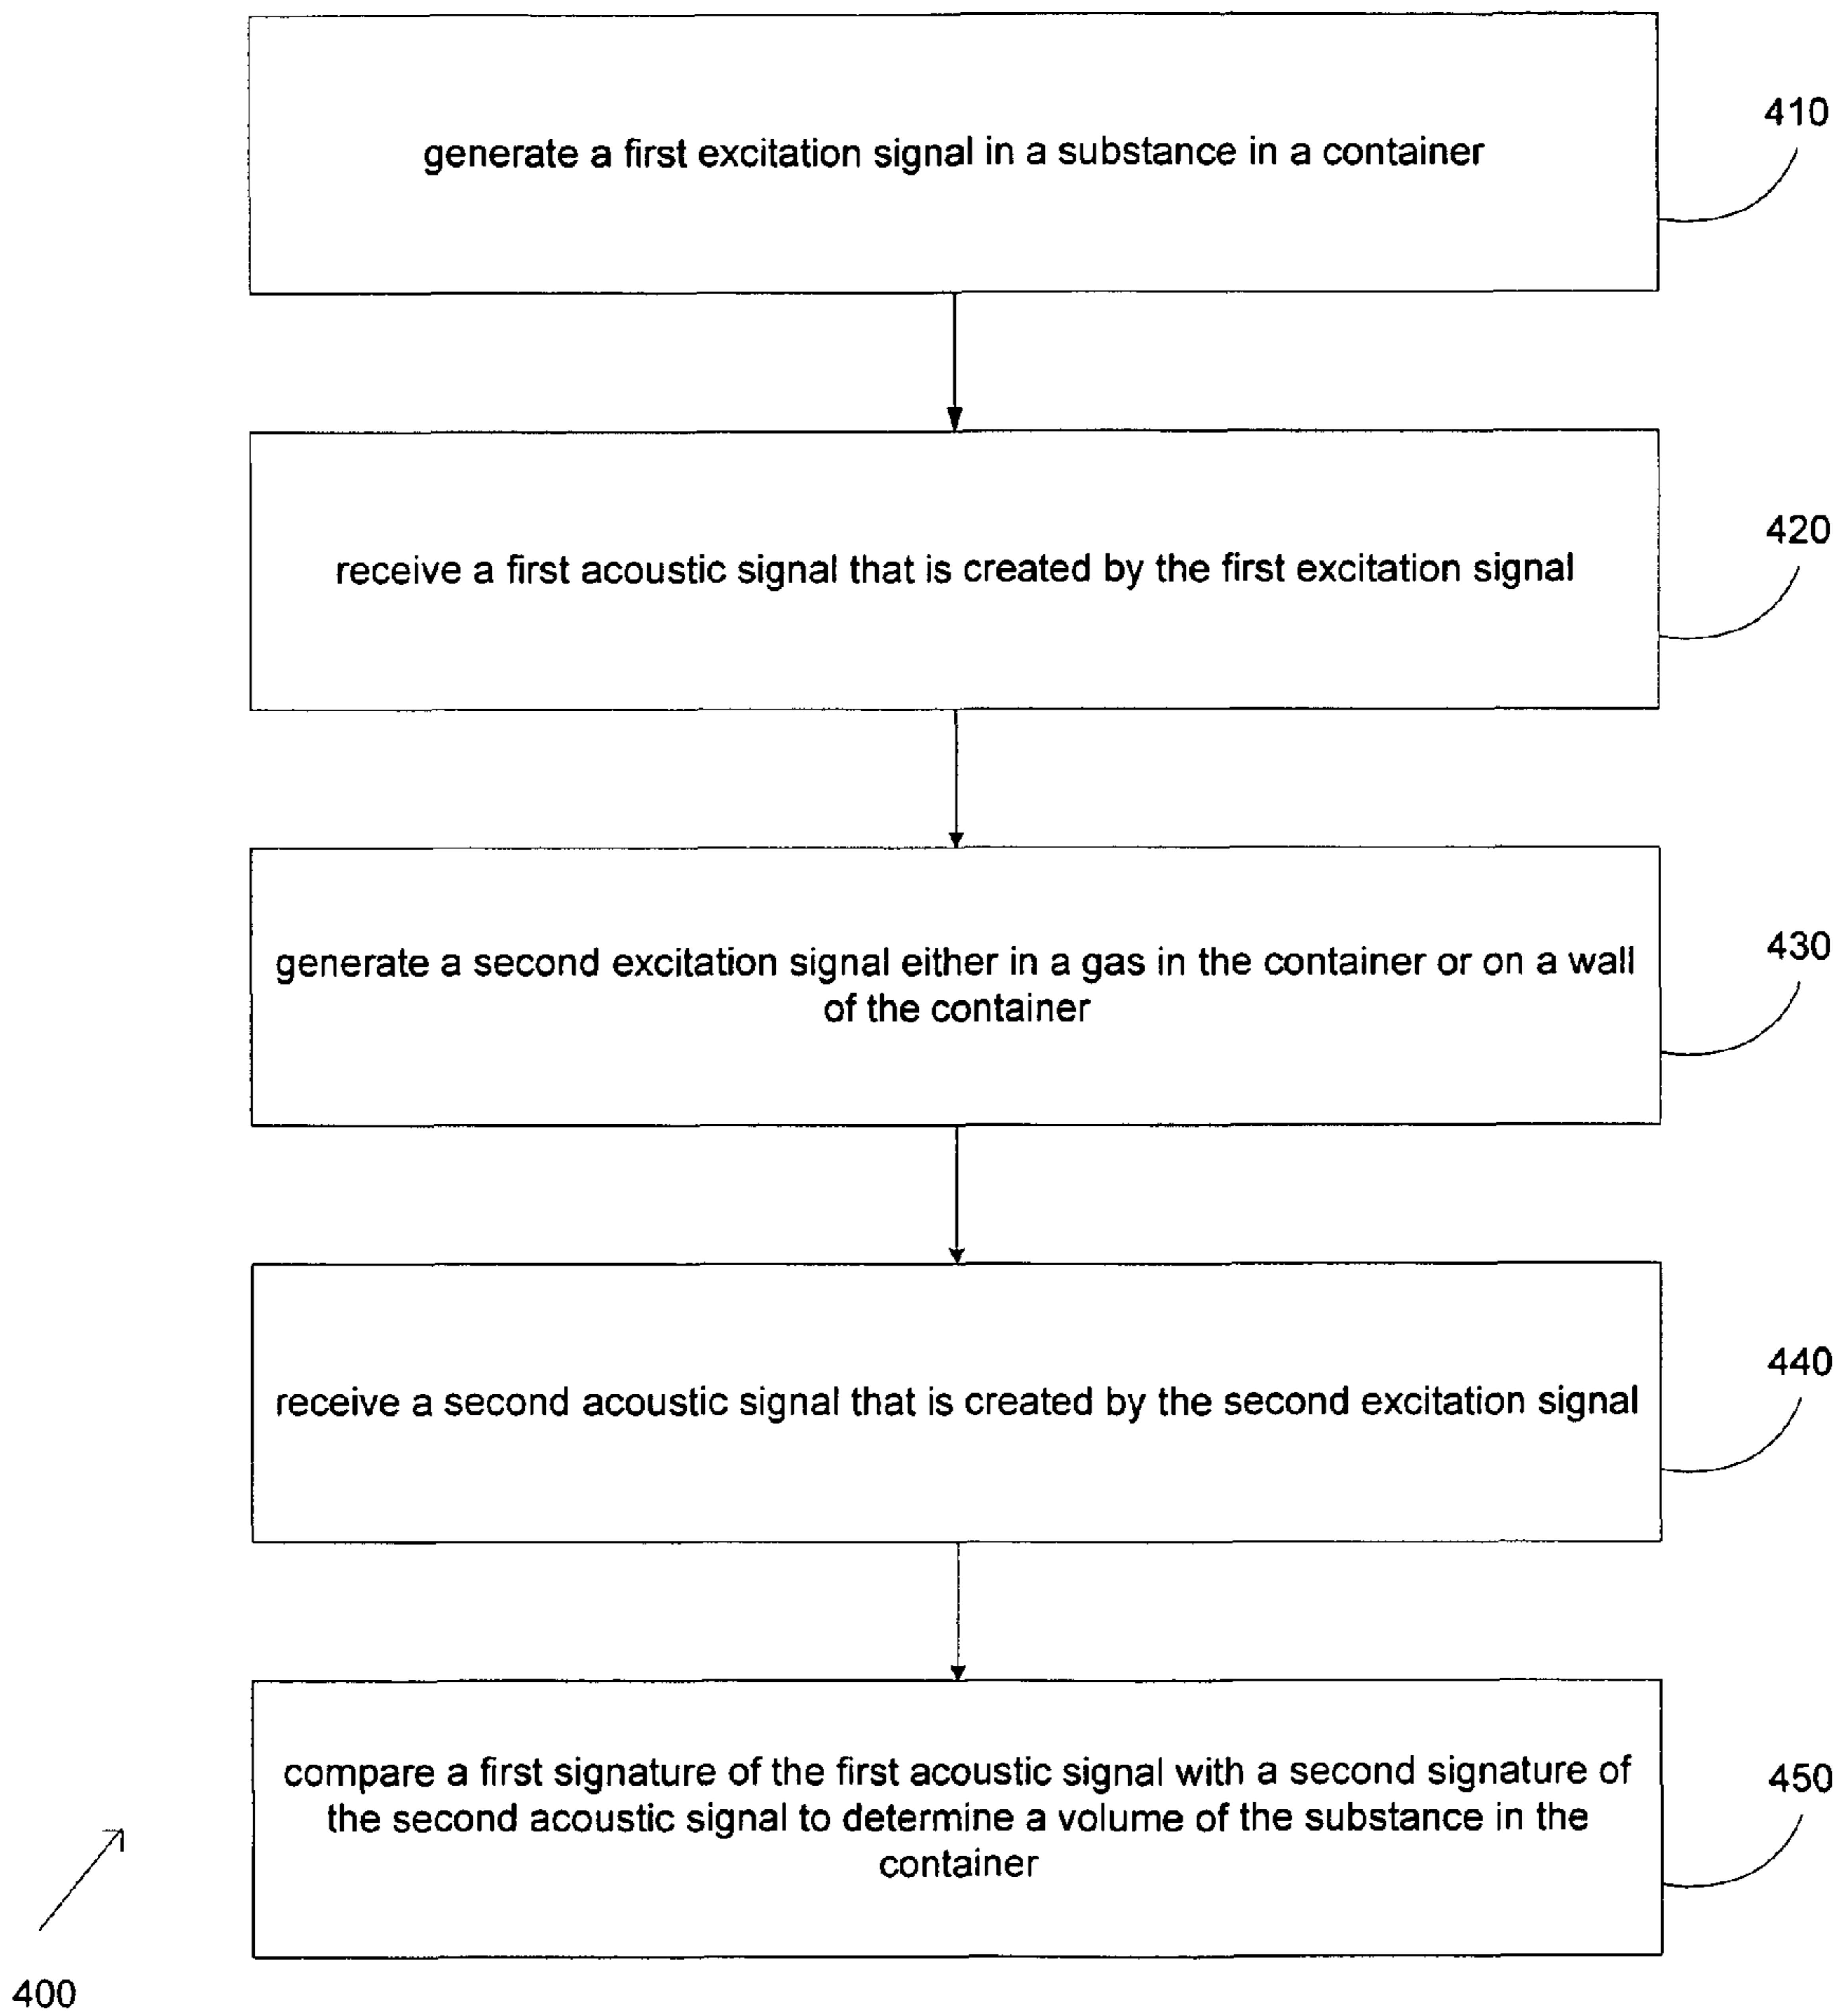 generate a first excitation signal in a substance in a container
410
receive a first acoustic signal that is created by the first excitation signal
420
generate a second excitation signal either in a gas in the container or on a wall
of the container
430
receive a second acoustic signal that is created by the second excitation signal
440
compare a first signature of the first acoustic signal with a second signature of
the second acoustic signal to determine a volume of the substance in the
container
450
400